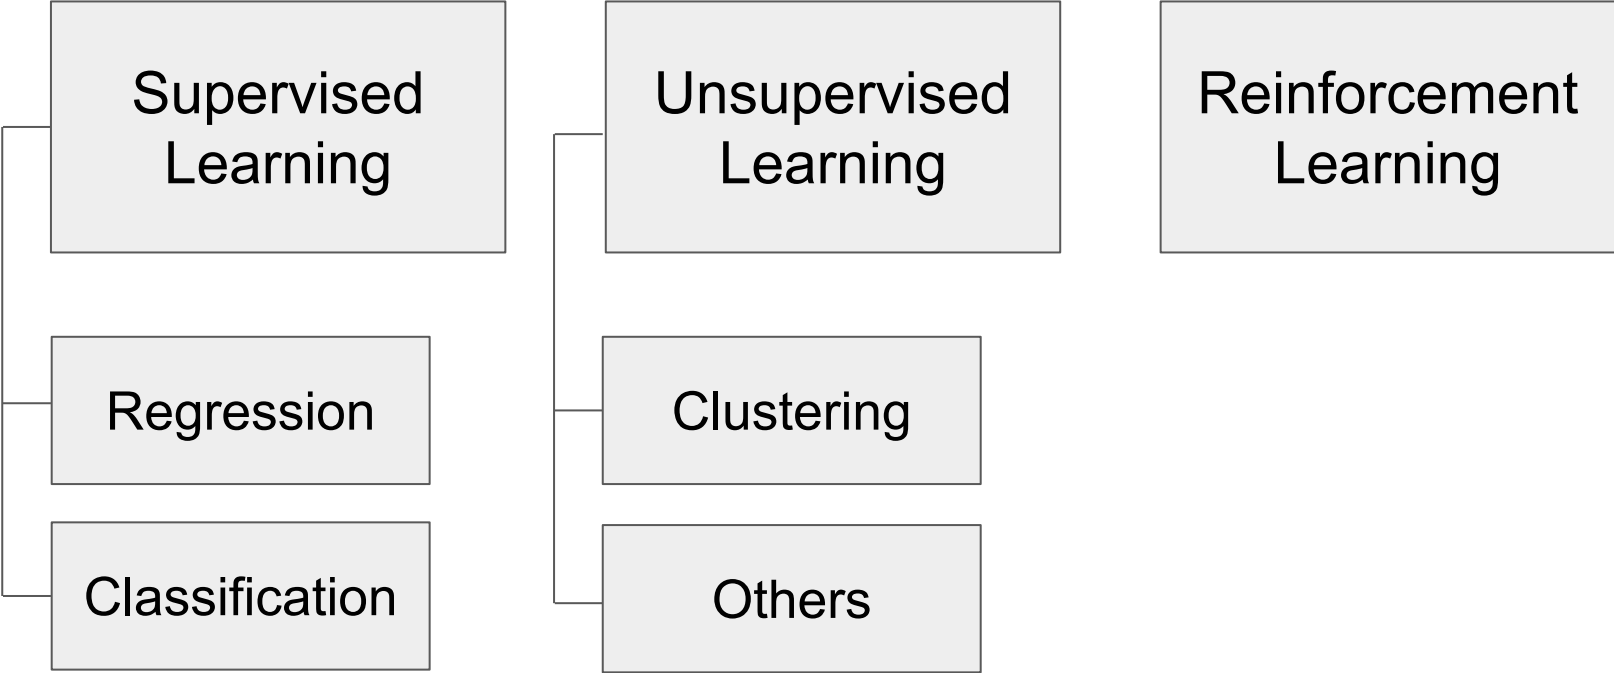 Supervised
Learning
Unsupervised
Learning
Reinforcement
Learning
Regression
Clustering
Classification
Others